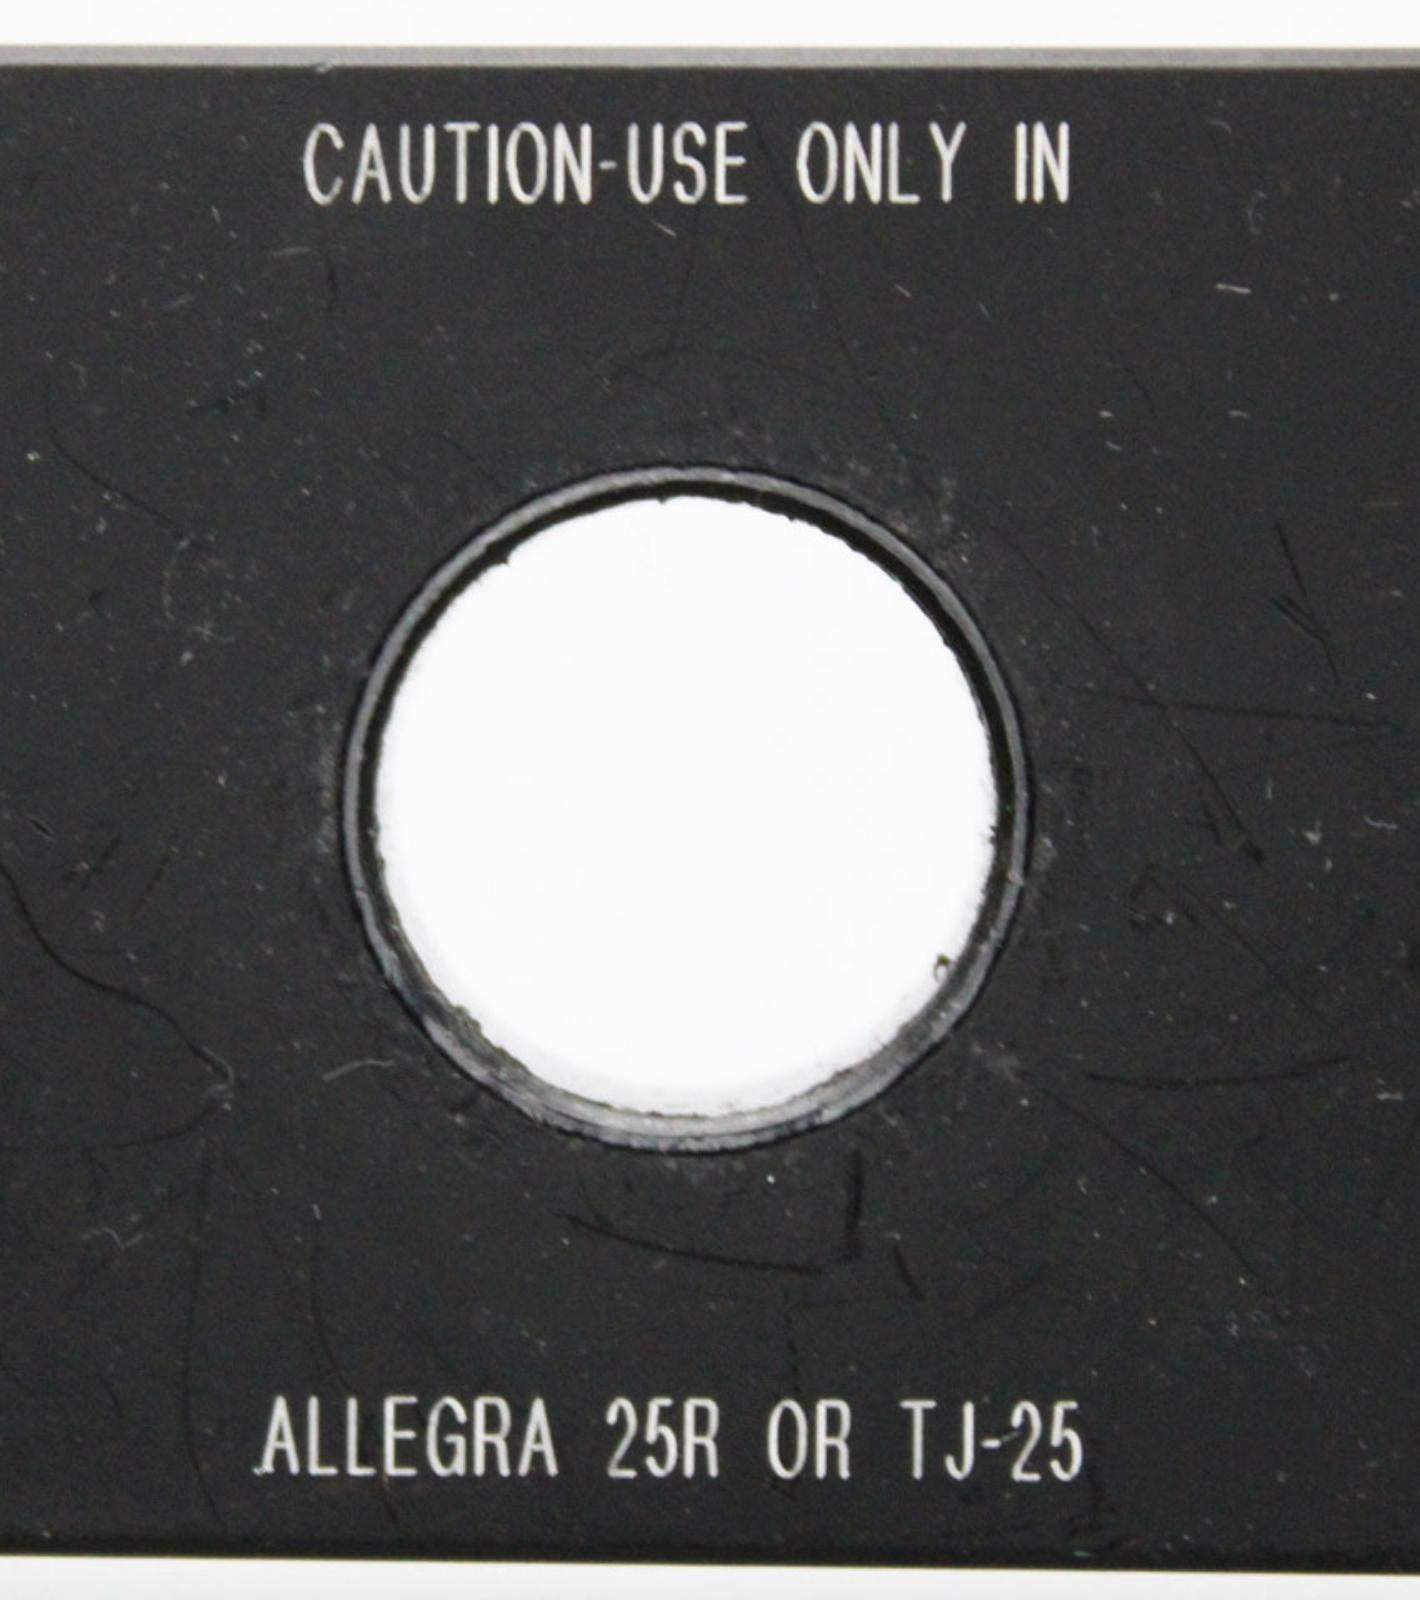 CAUTION-USE ONLY IN
ALLEGRA 25R OR TJ-25